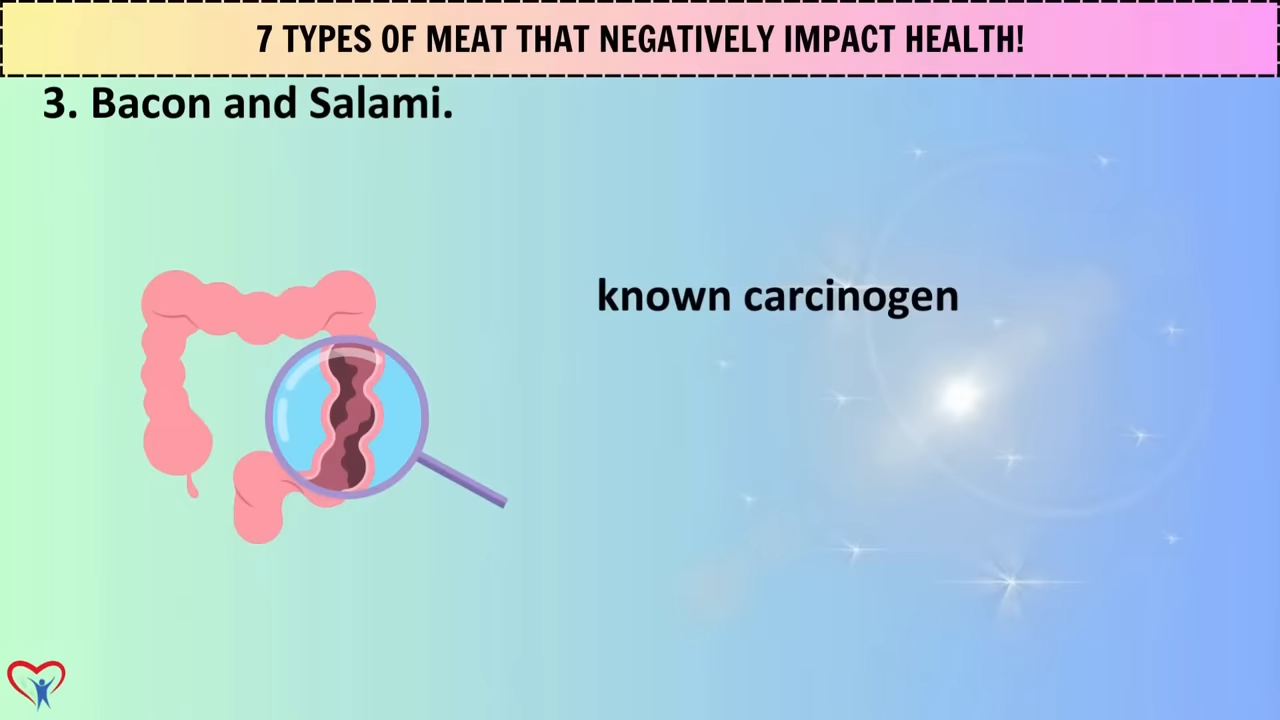 7 TYPES OF MEAT THAT NEGATIVELY IMPACT HEALTH!
3. Bacon and Salami.
known carcinogen